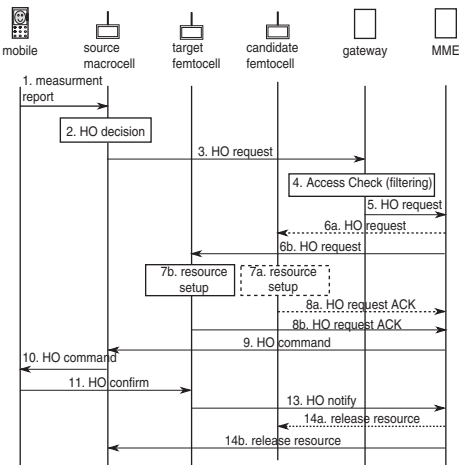 mobile
source
macrocell
target
femtocell
candidate
femtocell
gateway
MME
1. measurment
report
2. HO decision
3. HO request
4. Access Check (filtering)
5. HO request
6a. HO request
6b. HO request
7b. resource
setup
7a. resource
setup
8a. HO request ACK
8b. HO request ACK
9. HO command
10. HO command
11. HO confirm
13. HO notify
14a. release resource
14b. release resource